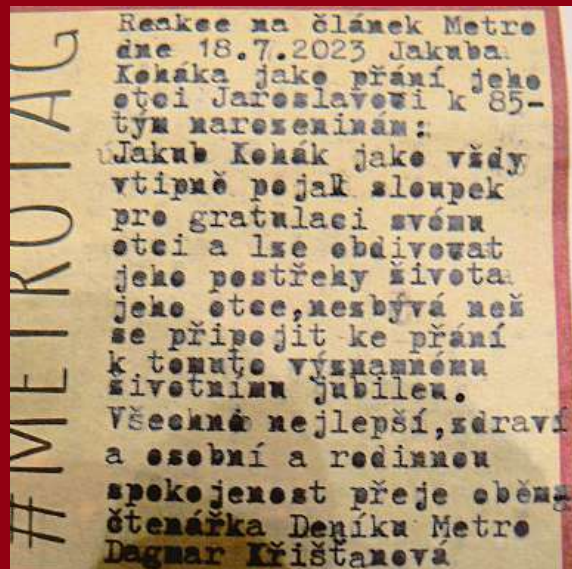 #METROTAG
Reakce na článek Metro
dne 18.7.2023 Jakuba
Koháka jako přání jeho
otci Jaroslavovi k 85-
tým narozeninám:
Jakub Kohák jako vždy
vtipně pojal sloupek
pro gratulaci svému
otci a lze obdivovat
jeho postřehy života
jeho otce,nezbývá než
se připojit ke přání
k tomuto významnému
životnímu jubileu.
Všechno nejlepší,zdraví
a osobní a rodinnou
spokojenost přeje oběma
čtenářka Deníku Metro
Dagmar Křišťanová